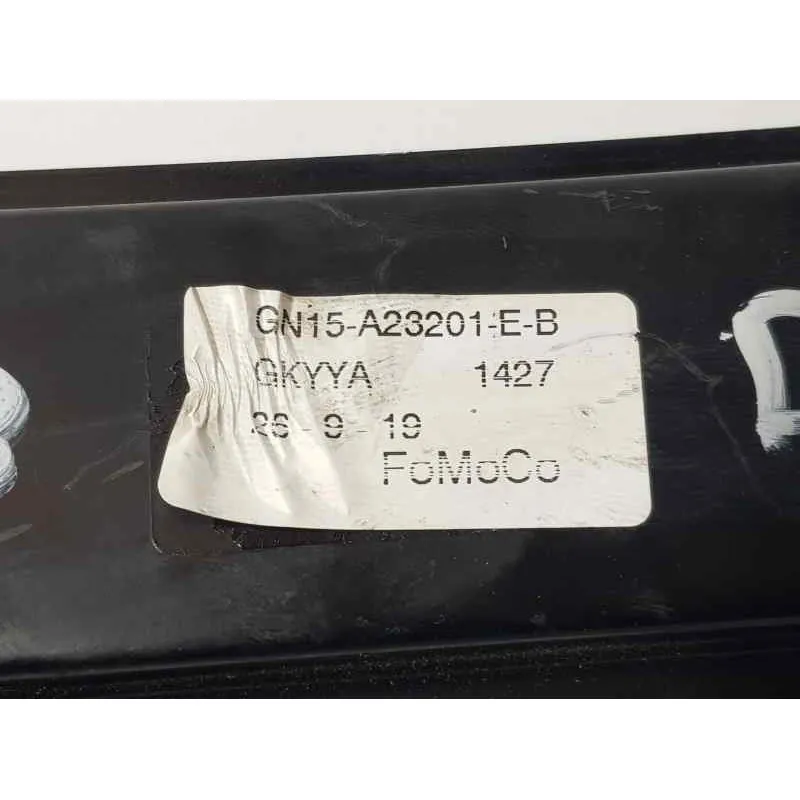 GN15-A23201-E-B
GKYYA 1427
26 - 9 - 19
FoMoCo